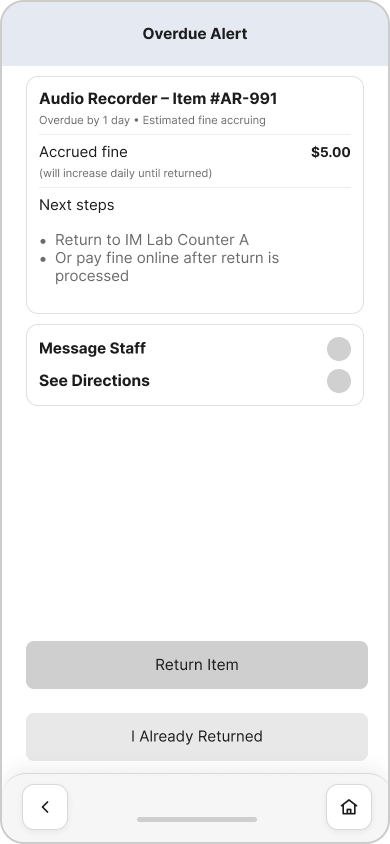 Overdue Alert
Audio Recorder – Item #AR-991
Overdue by 1 day • Estimated fine accruing
Accrued fine $5.00
(will increase daily until returned)
Next steps
• Return to IM Lab Counter A
• Or pay fine online after return is
processed
Message Staff
See Directions
Return Item
I Already Returned